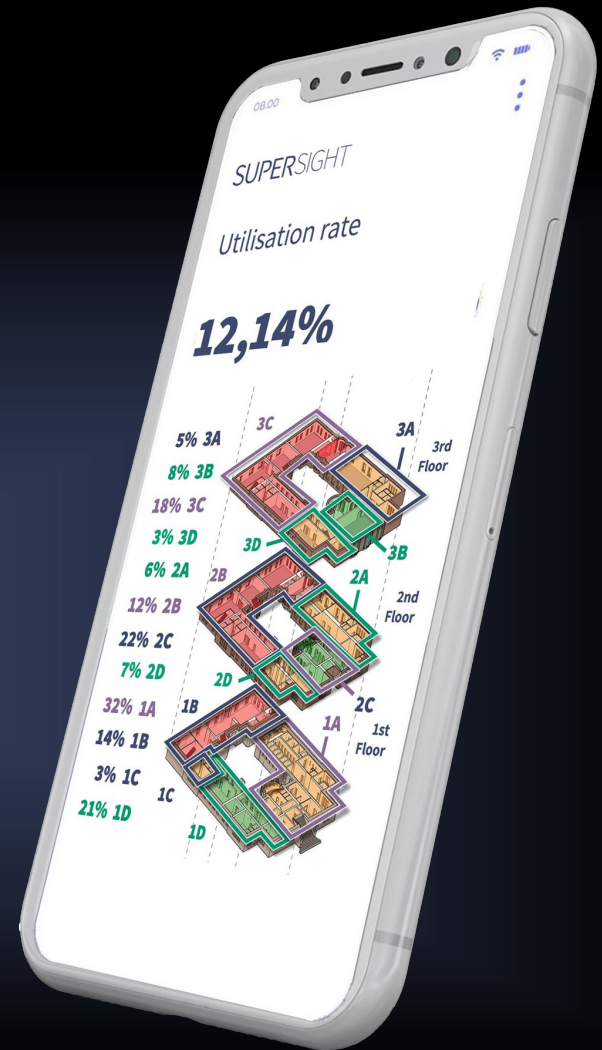 08.00
SUPERSIGHT
Utilisation rate
12,14%
5% 3A
8% 3B
18% 3C
3% 3D
6% 2A
12% 2B
22% 2C
7% 2D
32% 1A
14% 1B
3% 1C
21% 1D
3C
3A
3rd
Floor
3D
3B
2B
2A
2nd
Floor
2D
2C
1B
1A
1st
Floor
1C
1D